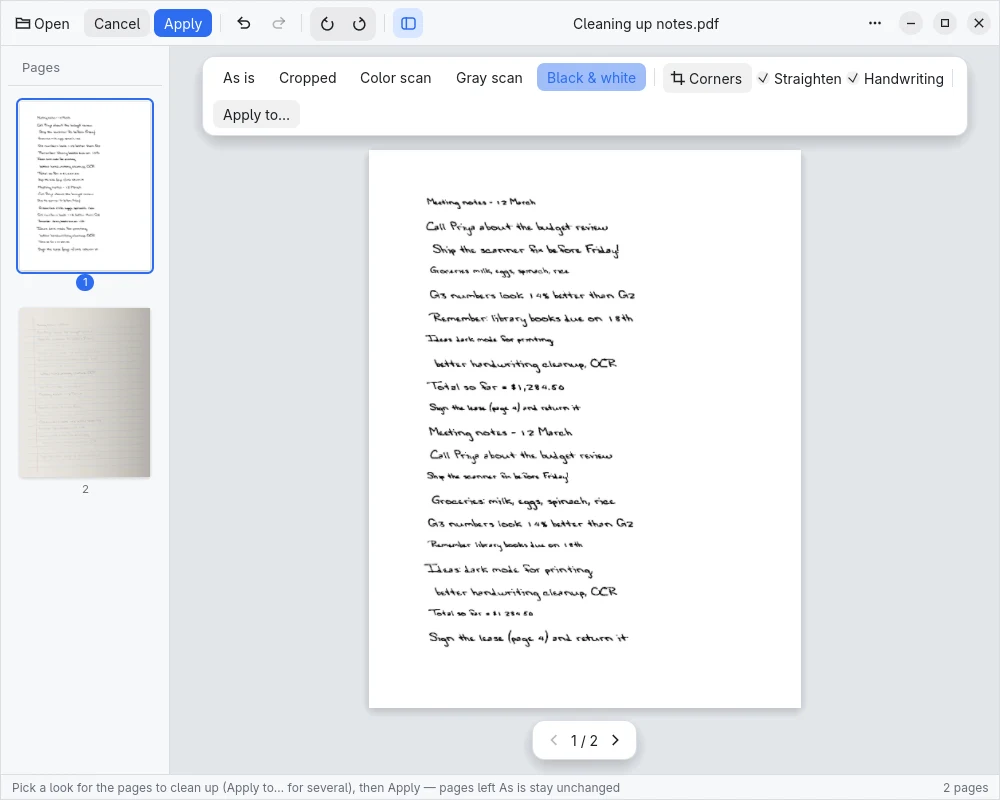 Open Cancel Apply Cleaning up notes.pdf
Pages
As is Cropped Color scan Gray scan Black & white Corners Straighten Handwriting
Apply to...
1
2
Meeting notes - 12 March
Call Priya about the budget review
Ship the scanner fix before Friday!
Groceries milk, eggs, spinach, rice
G3 numbers look 14% better than G2
Remember: library books due on 18th
Ideas dark mode for printing
better handwriting cleanup, OCR
Total so far = $1,284.50
Sign the lease (page 4) and return it
Meeting notes - 12 March
Call Priya about the budget review
Ship the scanner fix before Friday!
Groceries: milk, eggs, spinach, rice
G3 numbers look 14% better than G2
Remember library books due on 18th
Ideas: dark mode for printing
better handwriting cleanup, OCR
Total so far = $1 284.50
Sign the lease (page 4) and return it
1 / 2
Pick a look for the pages to clean up (Apply to... for several), then Apply — pages left As is stay unchanged 2 pages